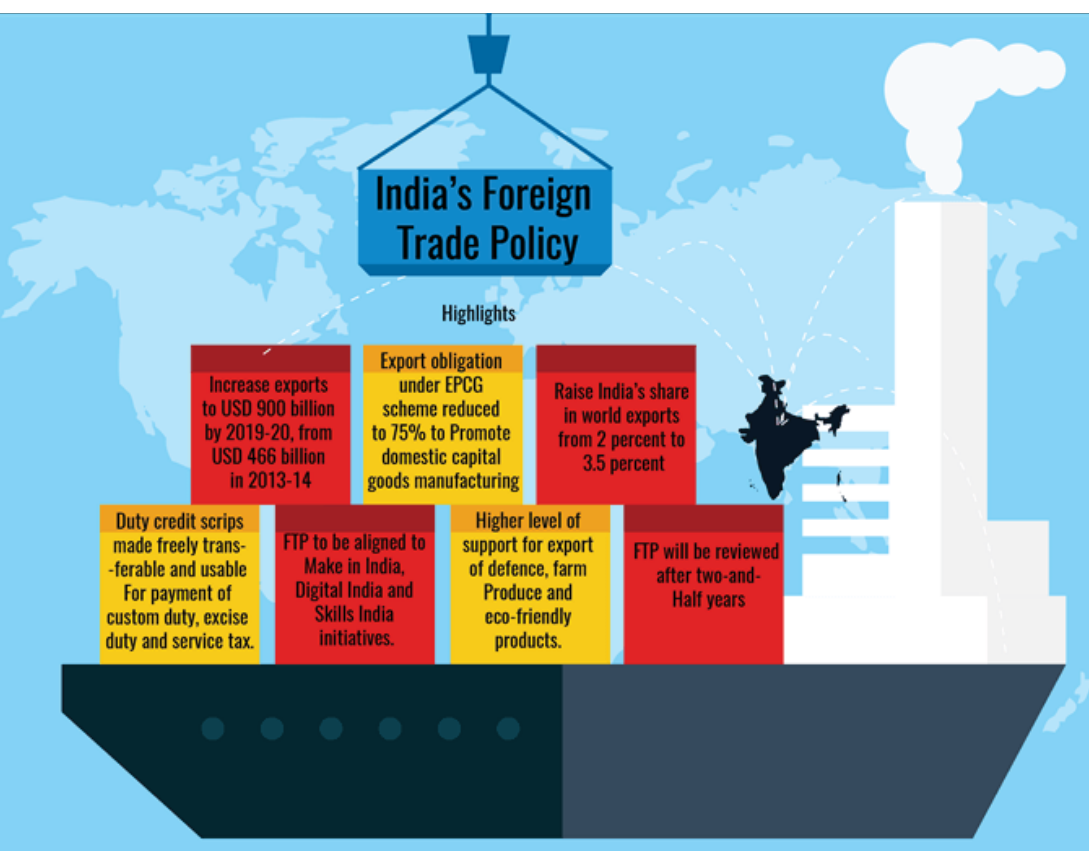 India's Foreign
Trade Policy
Highlights
Increase exports
to USD 900 billion
by 2019-20, from
USD 466 billion
in 2013-14
Export obligation
under EPCG
scheme reduced
to 75% to Promote
domestic capital
goods manufacturing
Raise India's share
in world exports
from 2 percent to
3.5 percent
Duty credit scrips
made freely trans-
-ferable and usable
For payment of
custom duty, excise
duty and service tax.
FTP to be aligned to
Make in India,
Digital India and
Skills India
initiatives.
Higher level of
support for export
of defence, farm
Produce and
eco-friendly
products.
FTP will be reviewed
after two-and-
Half years